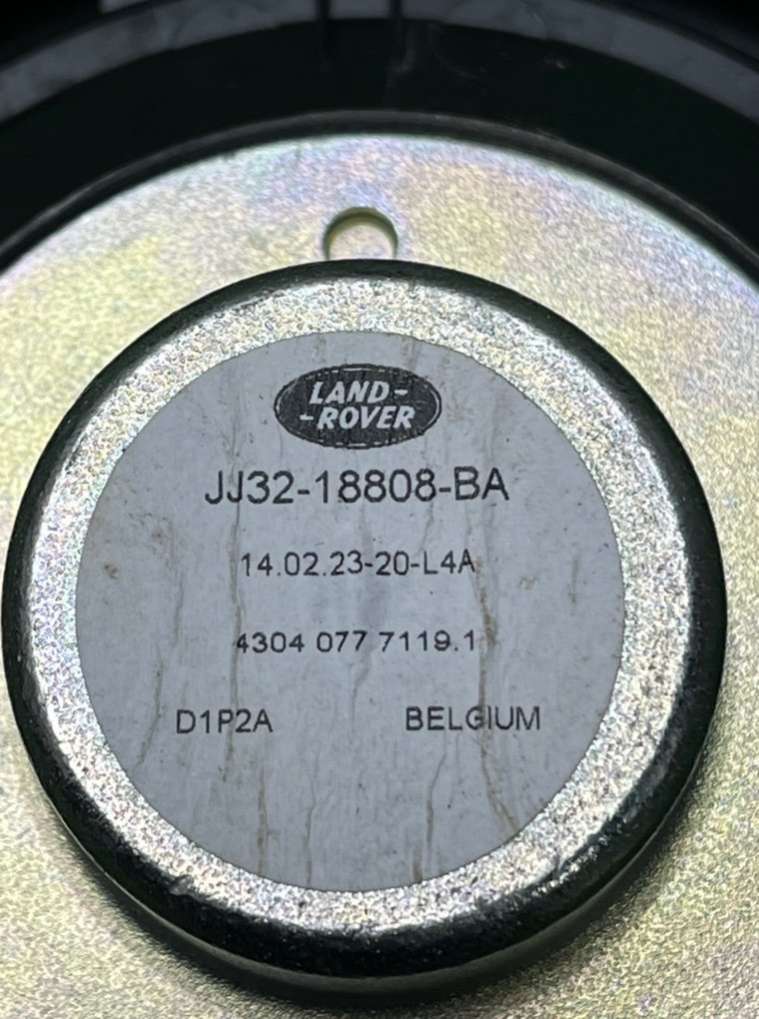 LAND-
-ROVER
JJ32-18808-BA
14.02.23-20-L4A
4304 077 7119.1
D1P2A BELGIUM